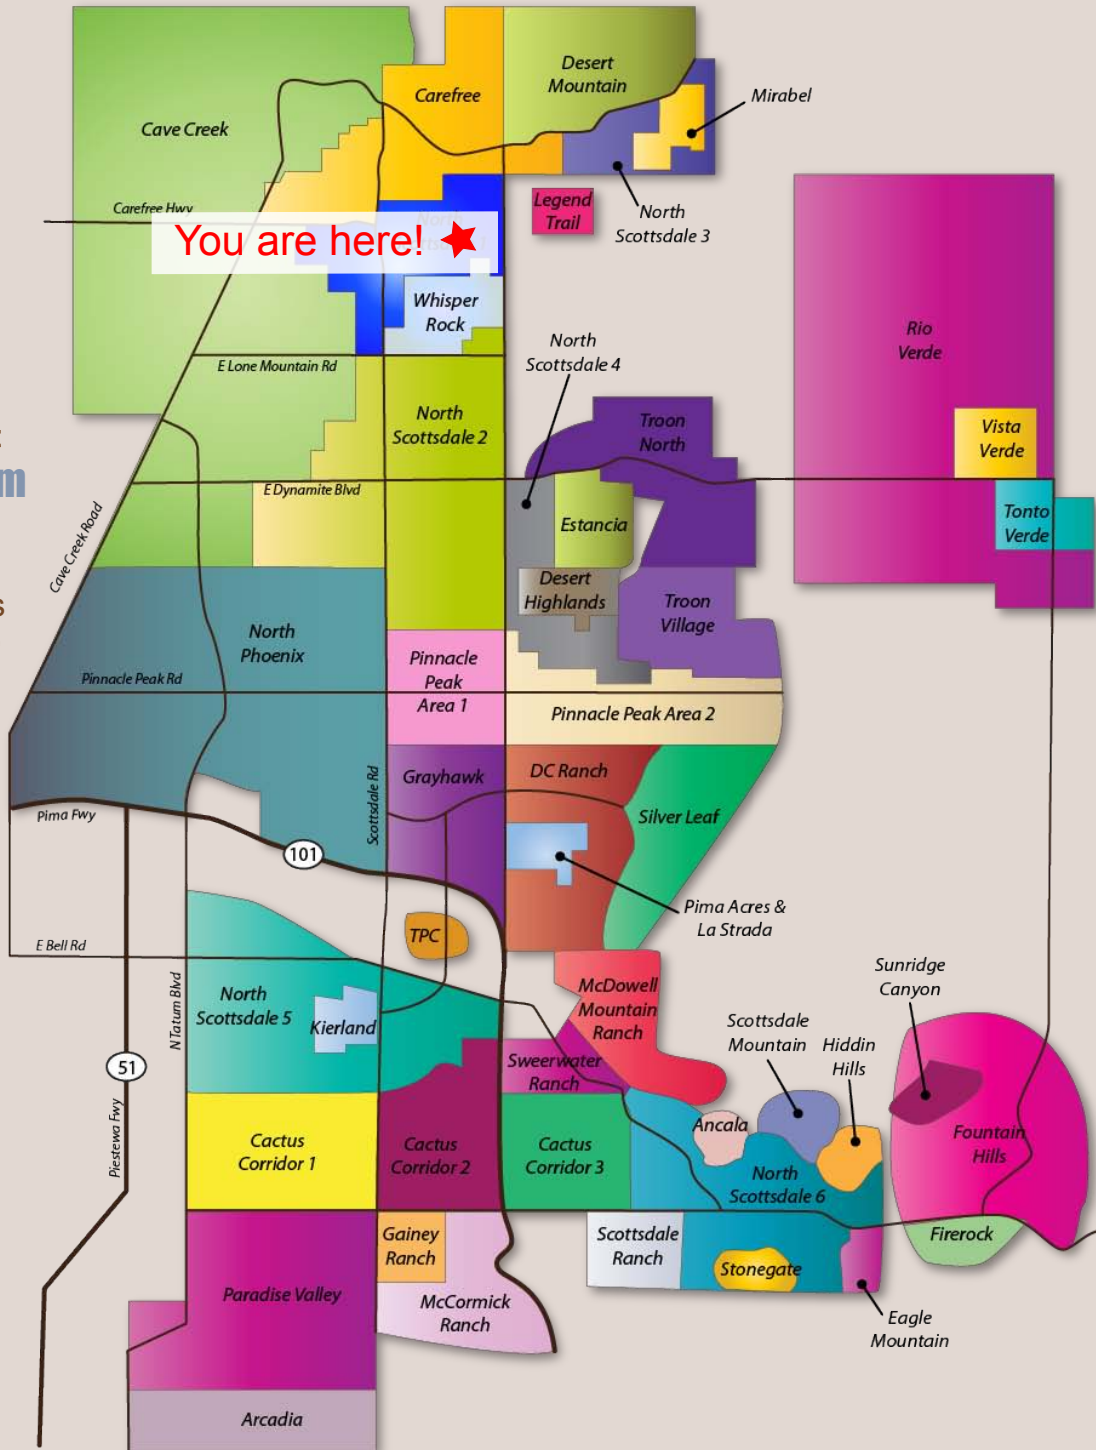 Desert
Mountain
Carefree
Mirabel
Cave Creek
Legend
Trail
North
Scottsdale 3
Carefree Hwy
You are here!
Whisper
Rock
Rio
Verde
North
Scottsdale 4
E Lone Mountain Rd
North
Scottsdale 2
Troon
North
Vista
Verde
m
E Dynamite Blvd
Estancia
Tonto
Verde
Cave Creek Road
s
Desert
Highlands
Troon
Village
North
Phoenix
Pinnacle
Peak
Area 1
Pinnacle Peak Rd
Pinnacle Peak Area 2
Grayhawk
DC Ranch
Scottsdale Rd
Silver Leaf
Pima Fwy
101
Pima Acres &
La Strada
TPC
E Bell Rd
Sunridge
Canyon
N Tatum Blvd
North
Scottsdale 5
Kierland
McDowell
Mountain
Ranch
Scottsdale
Mountain
Hiddin
Hills
51
Sweerwater
Ranch
Piestewa Fwy
Ancala
Fountain
Hills
Cactus
Corridor 1
Cactus
Corridor 2
Cactus
Corridor 3
North
Scottsdale 6
Gainey
Ranch
Scottsdale
Ranch
Firerock
Stonegate
Paradise Valley
McCormick
Ranch
Eagle
Mountain
Arcadia